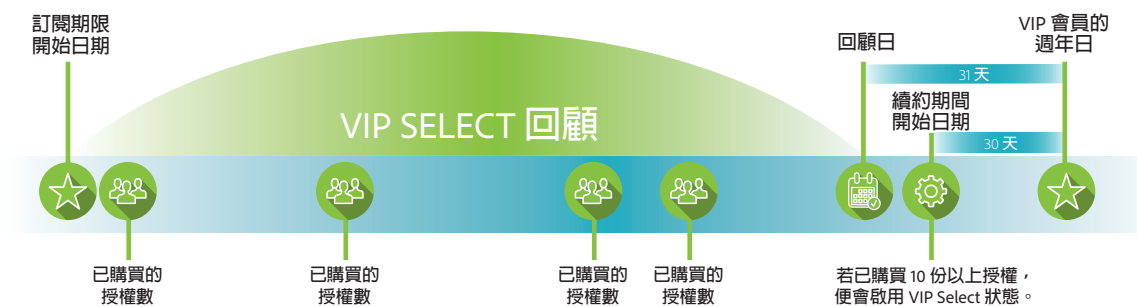 訂閱期限
開始日期
VIP 會員的
週年日
回顧日
31 天
續約期間
開始日期
30 天
VIP SELECT 回顧
已購買的
授權數
已購買的
授權數
已購買的
授權數
已購買的
授權數
若已購買 10 份以上授權，
便會啟用 VIP Select 狀態。